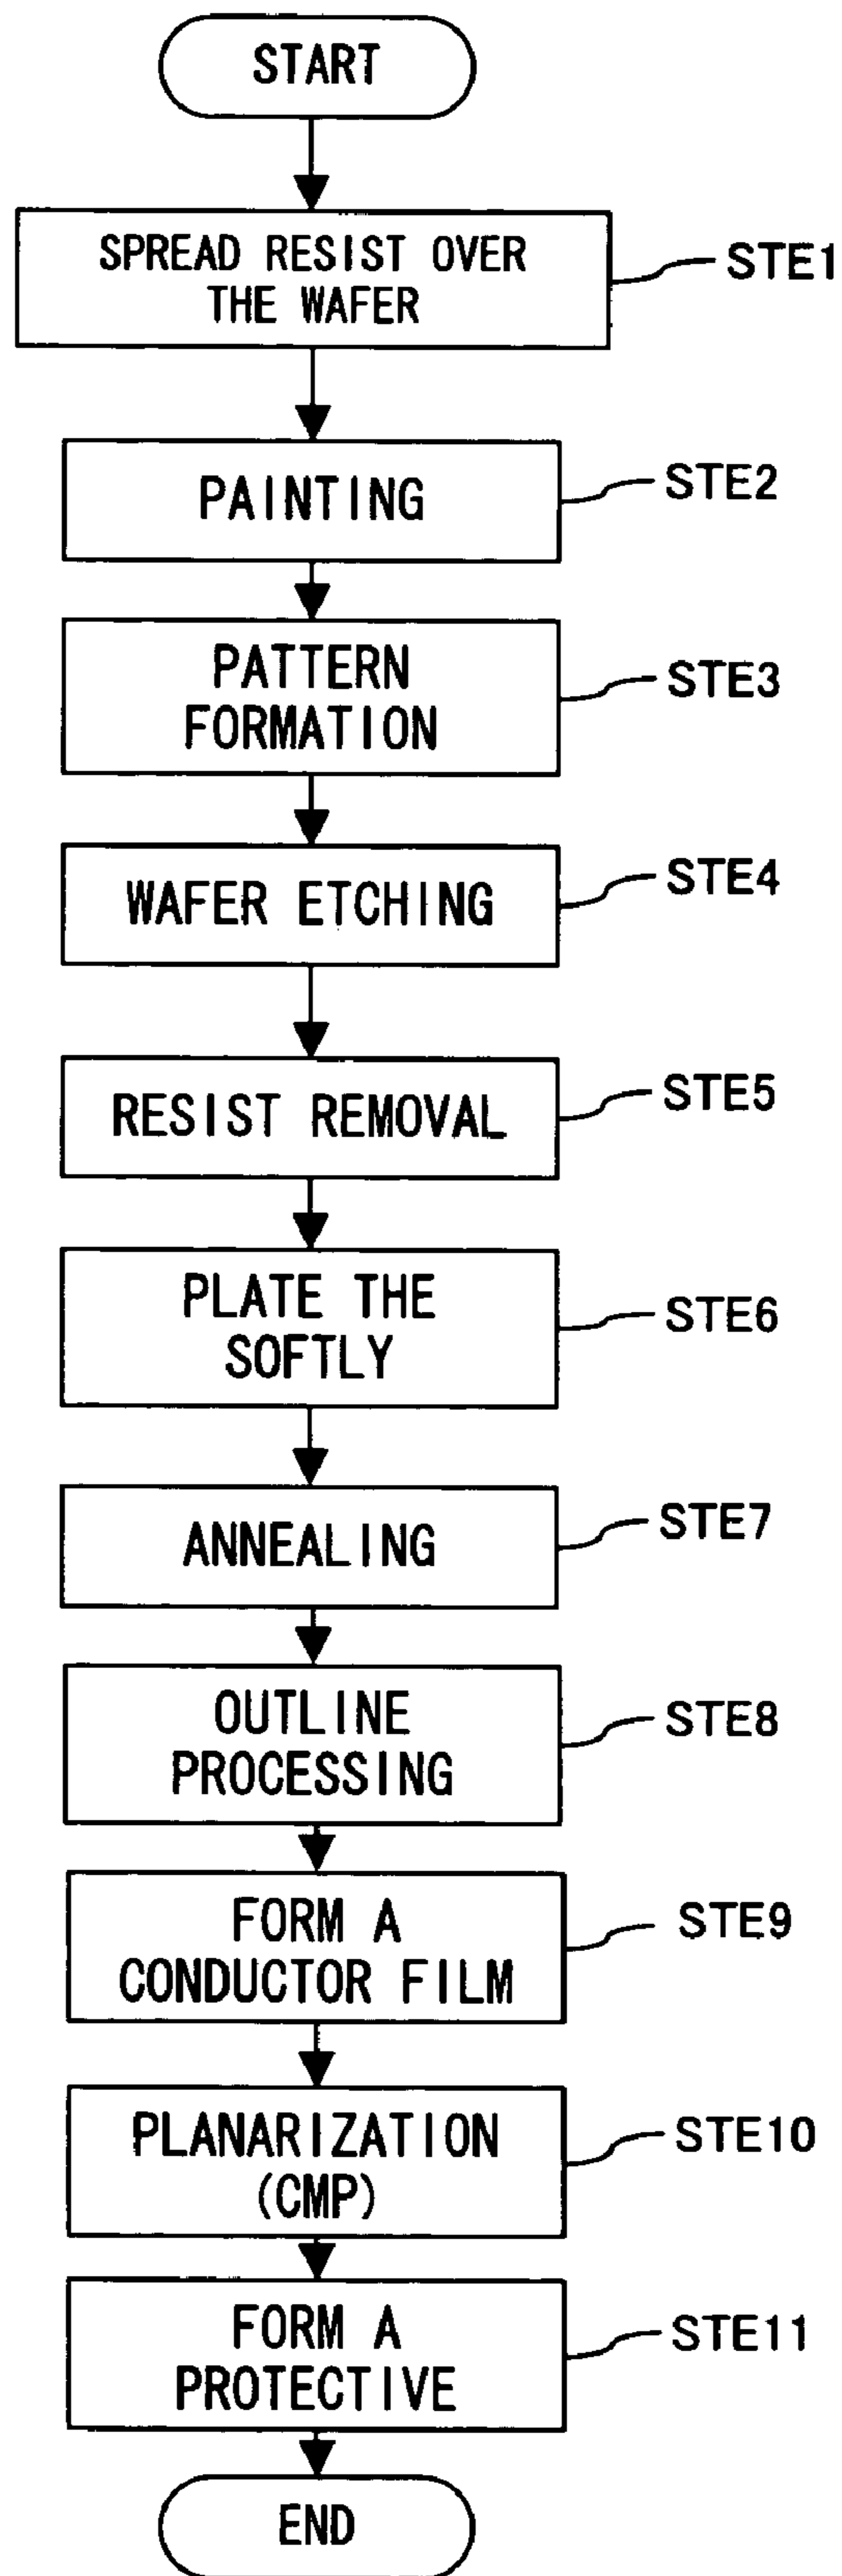 START
SPREAD RESIST OVER
THE WAFER
STE1
PAINTING
STE2
PATTERN
FORMATION
STE3
WAFER ETCHING
STE4
RESIST REMOVAL
STE5
PLATE THE
SOFTLY
STE6
ANNEALING
STE7
OUTLINE
PROCESSING
STE8
FORM A
CONDUCTOR FILM
STE9
PLANARIZATION
(CMP)
STE10
FORM A
PROTECTIVE
STE11
END